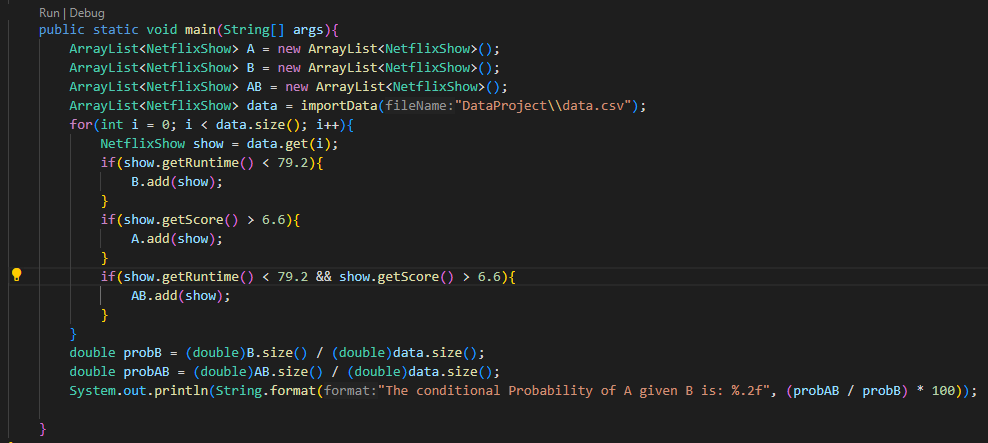 Run | Debug
public static void main(String[] args){
ArrayList<NetflixShow> A = new ArrayList<NetflixShow>();
ArrayList<NetflixShow> B = new ArrayList<NetflixShow>();
ArrayList<NetflixShow> AB = new ArrayList<NetflixShow>();
ArrayList<NetflixShow> data = importData(fileName:"DataProject\\data.csv");
for(int i = 0; i < data.size(); i++){
NetflixShow show = data.get(i);
if(show.getRuntime() < 79.2){
B.add(show);
}
if(show.getScore() > 6.6){
A.add(show);
}
if(show.getRuntime() < 79.2 && show.getScore() > 6.6){
AB.add(show);
}
}
double probB = (double)B.size() / (double)data.size();
double probAB = (double)AB.size() / (double)data.size();
System.out.println(String.format(format:"The conditional Probability of A given B is: %.2f", (probAB / probB) * 100));
}